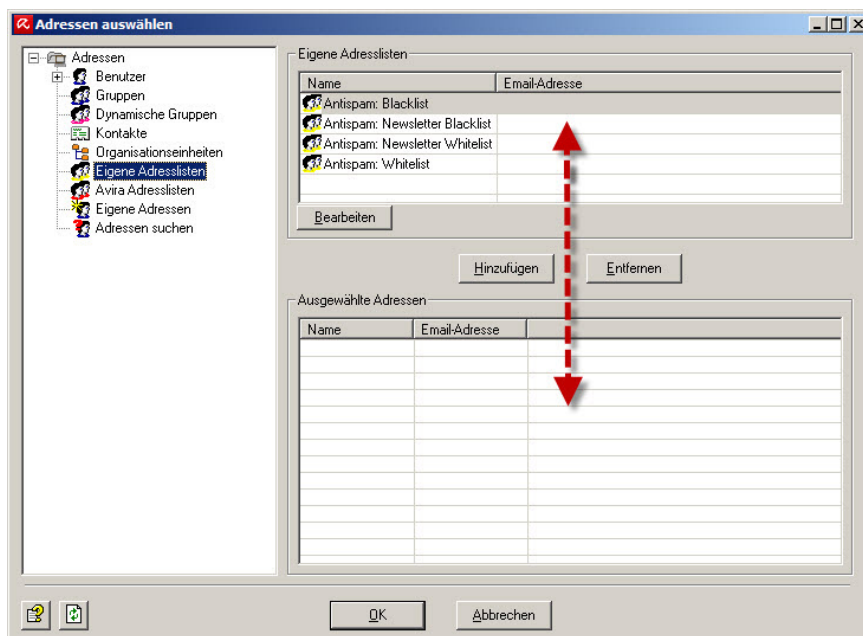 Adressen auswählen
Adressen
Benutzer
Gruppen
Dynamische Gruppen
Kontakte
Organisationseinheiten
Eigene Adresslisten
Avira Adresslisten
Eigene Adressen
Adressen suchen
Eigene Adresslisten
Name Email-Adresse
Antispam: Blacklist
Antispam: Newsletter Blacklist
Antispam: Newsletter Whitelist
Antispam: Whitelist
Bearbeiten
Hinzufügen Entfernen
Ausgewählte Adressen
Name Email-Adresse
OK Abbrechen